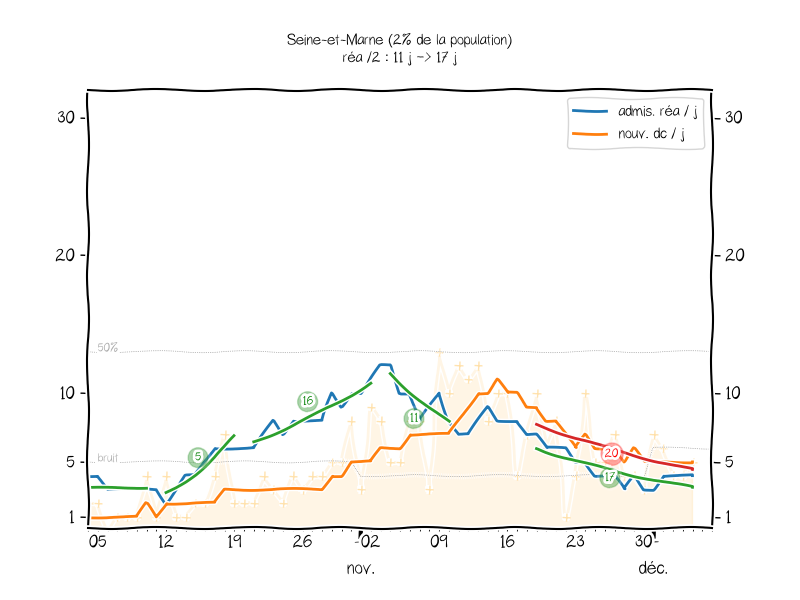 Seine-et-Marne (2% de la population)
réa /2 : 11 j -> 17 j
admis. réa / j
nouv. dc / j
30
30
20
20
50%
10
10
16
11
5
bruit
5
5
20
17
1
1
05 12 19 26 02 09 16 23 30
nov. déc.